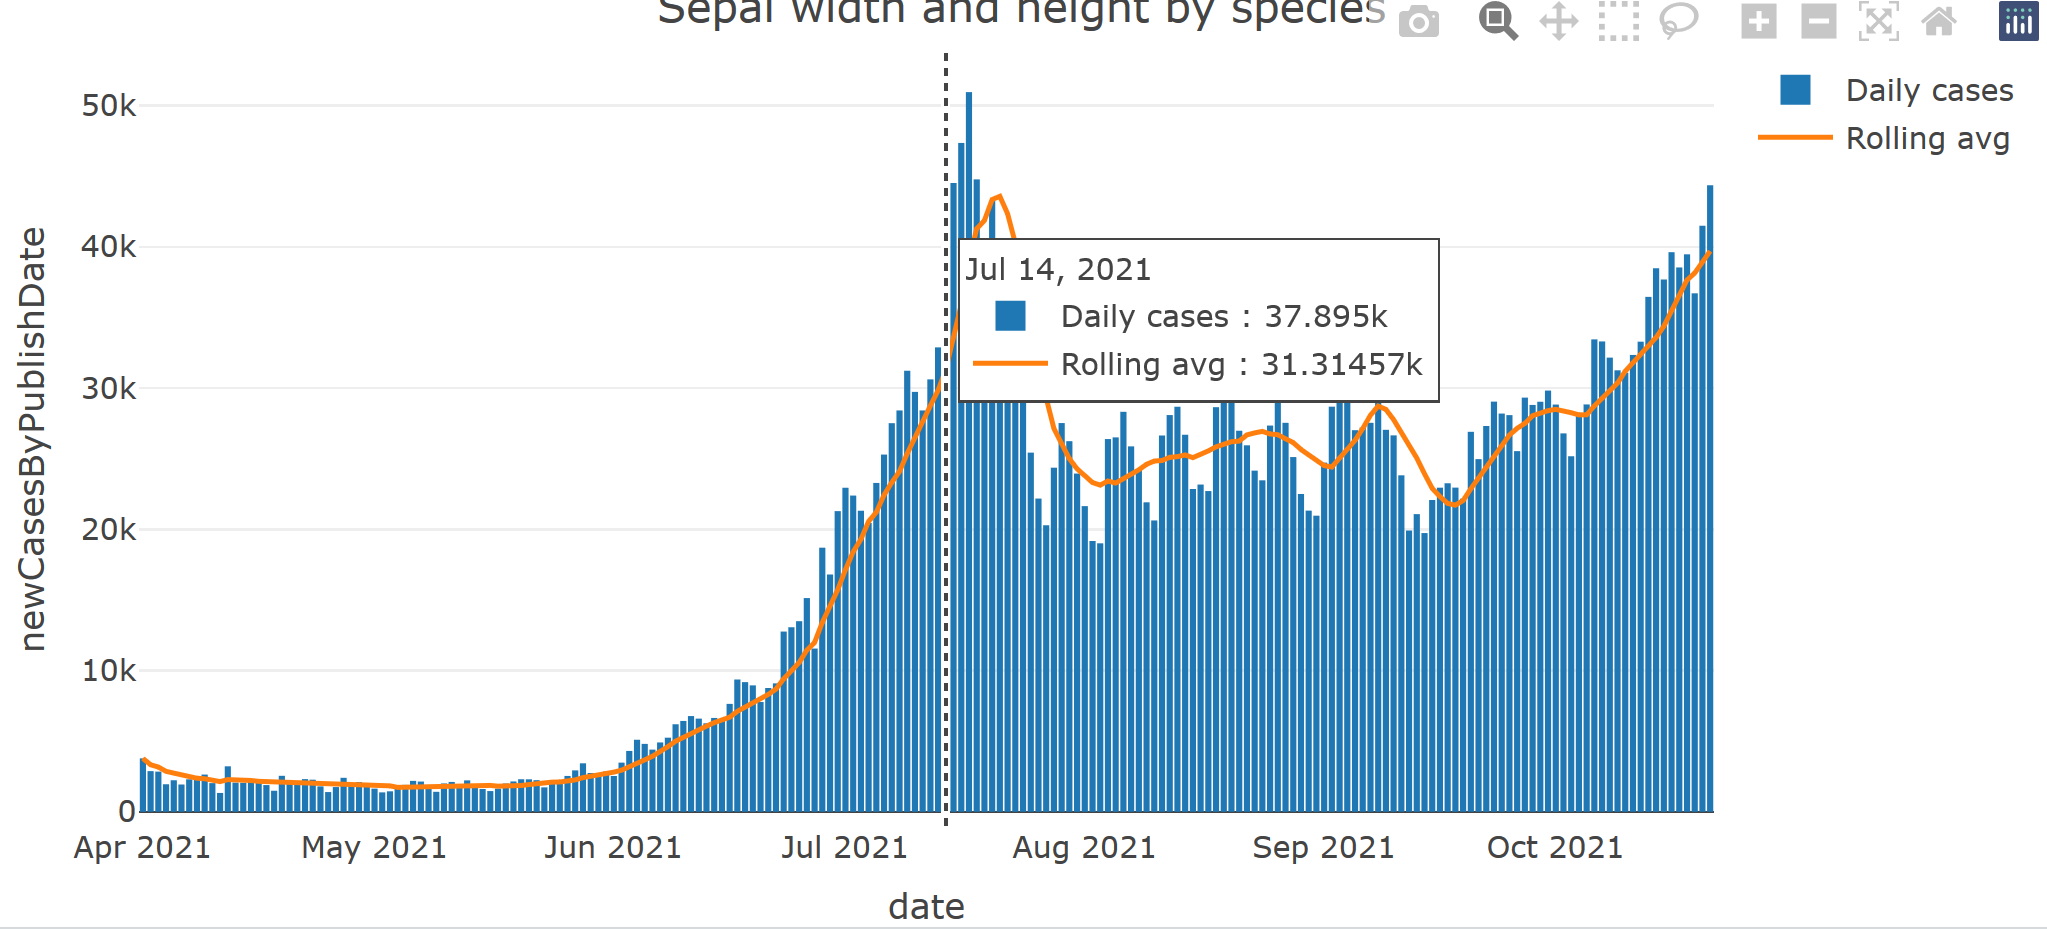 Sepal width and height by species
Daily cases
Rolling avg
50k
40k
30k
20k
10k
0
newCasesByPublishDate
Jul 14, 2021
Daily cases : 37.895k
Rolling avg : 31.31457k
Apr 2021
May 2021
Jun 2021
Jul 2021
Aug 2021
Sep 2021
Oct 2021
date